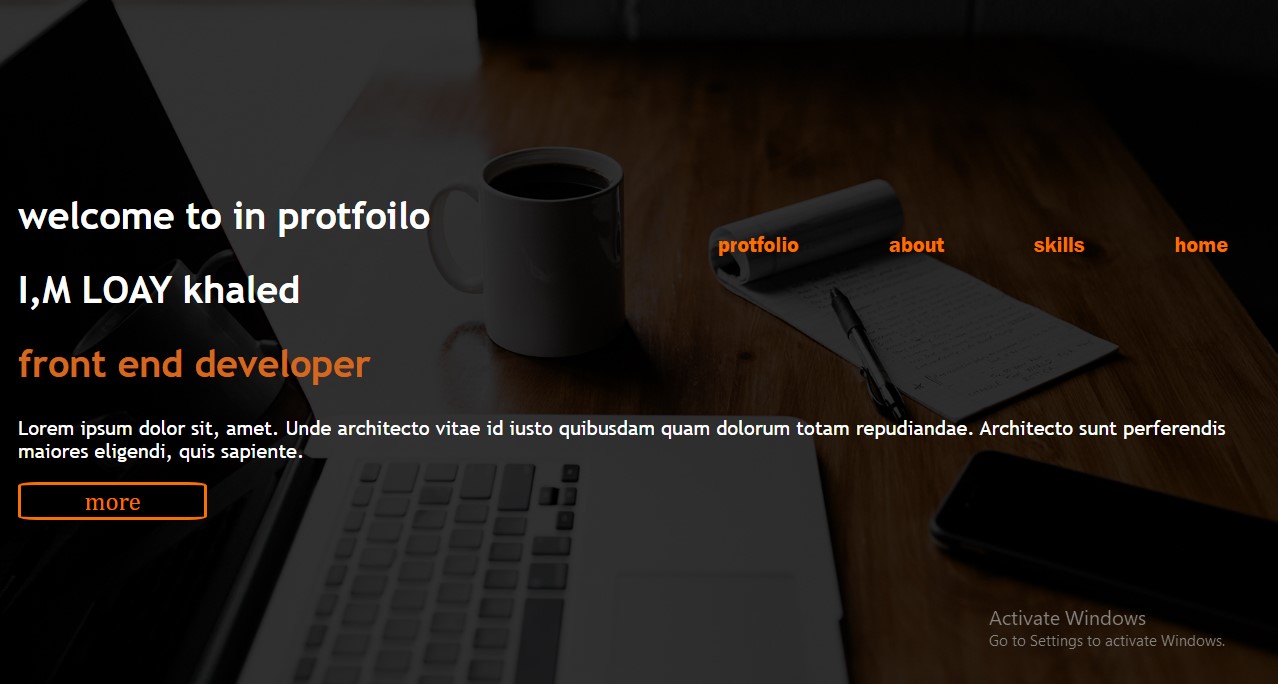 welcome to in protfoilo
protfolio about skills home
I,M LOAY khaled
front end developer
Lorem ipsum dolor sit, amet. Unde architecto vitae id iusto quibusdam quam dolorum totam repudiandae. Architecto sunt perferendis
maiores eligendi, quis sapiente.
more
Activate Windows
Go to Settings to activate Windows.